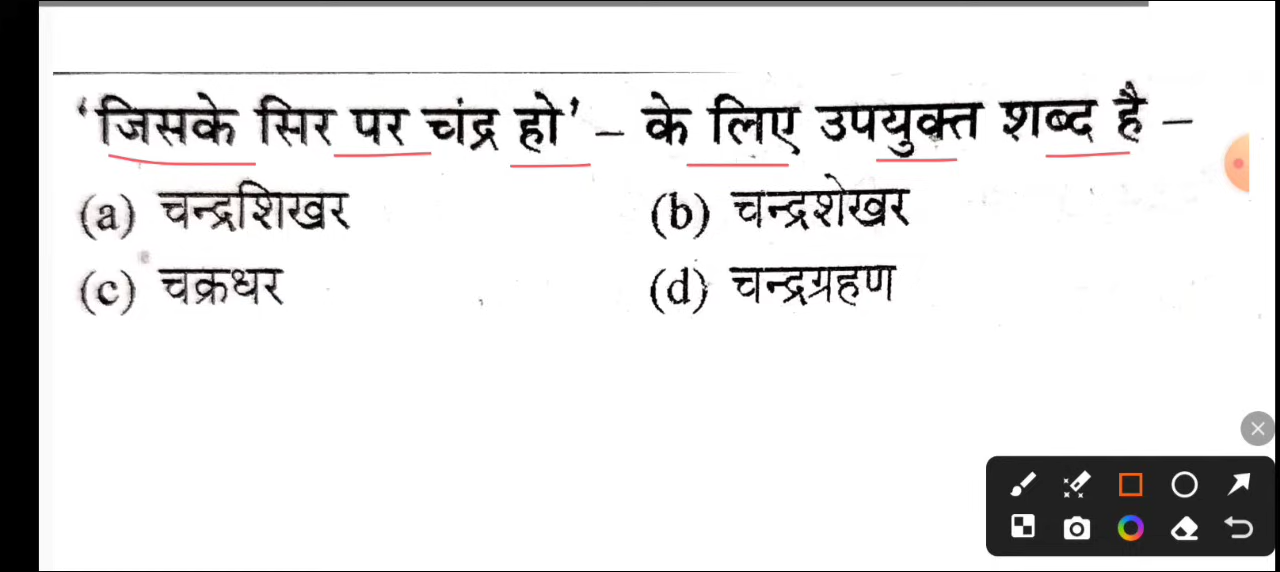 ‘जिसके सिर पर चंद्र हो’ – के लिए उपयुक्त शब्द है –
(a) चन्द्रशिखर (b) चन्द्रशेखर
(c) चक्रधर (d) चन्द्रग्रहण